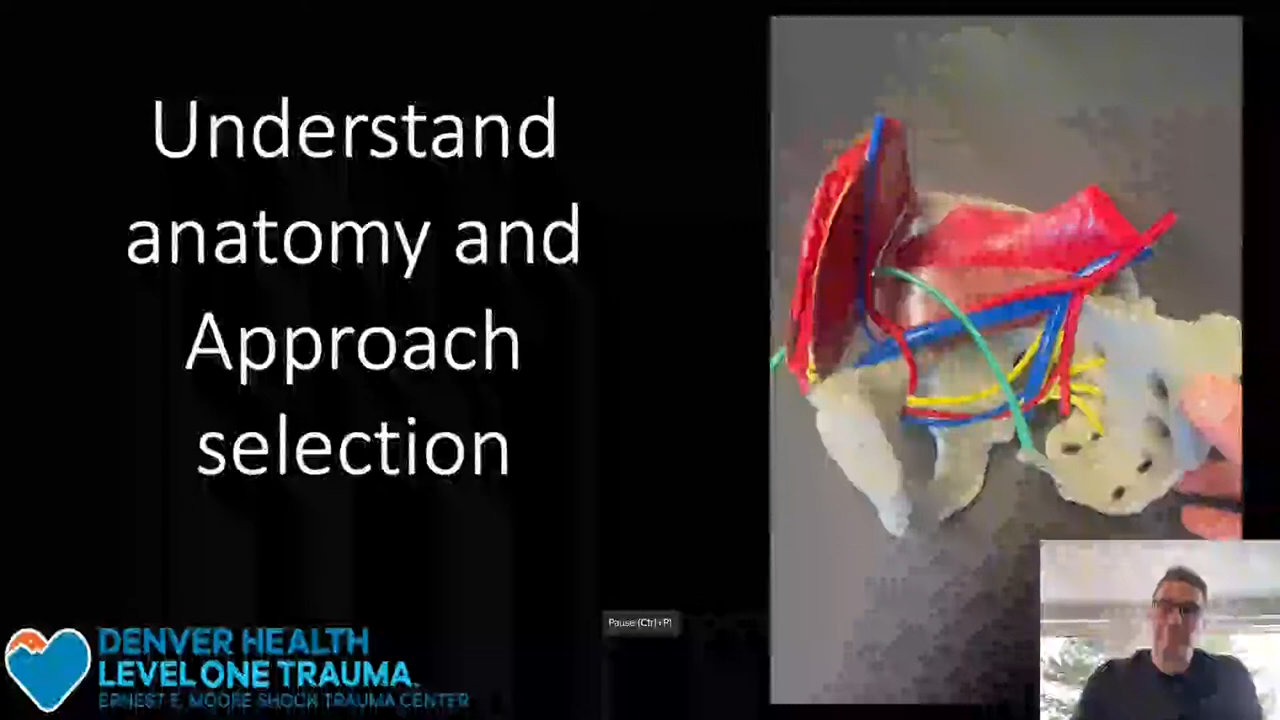 Understand
anatomy and
Approach
selection
Pause (Ctrl+P)
DENVER HEALTH
LEVEL ONE TRAUMA
ERNEST E. MOORE SHOCK TRAUMA CENTER